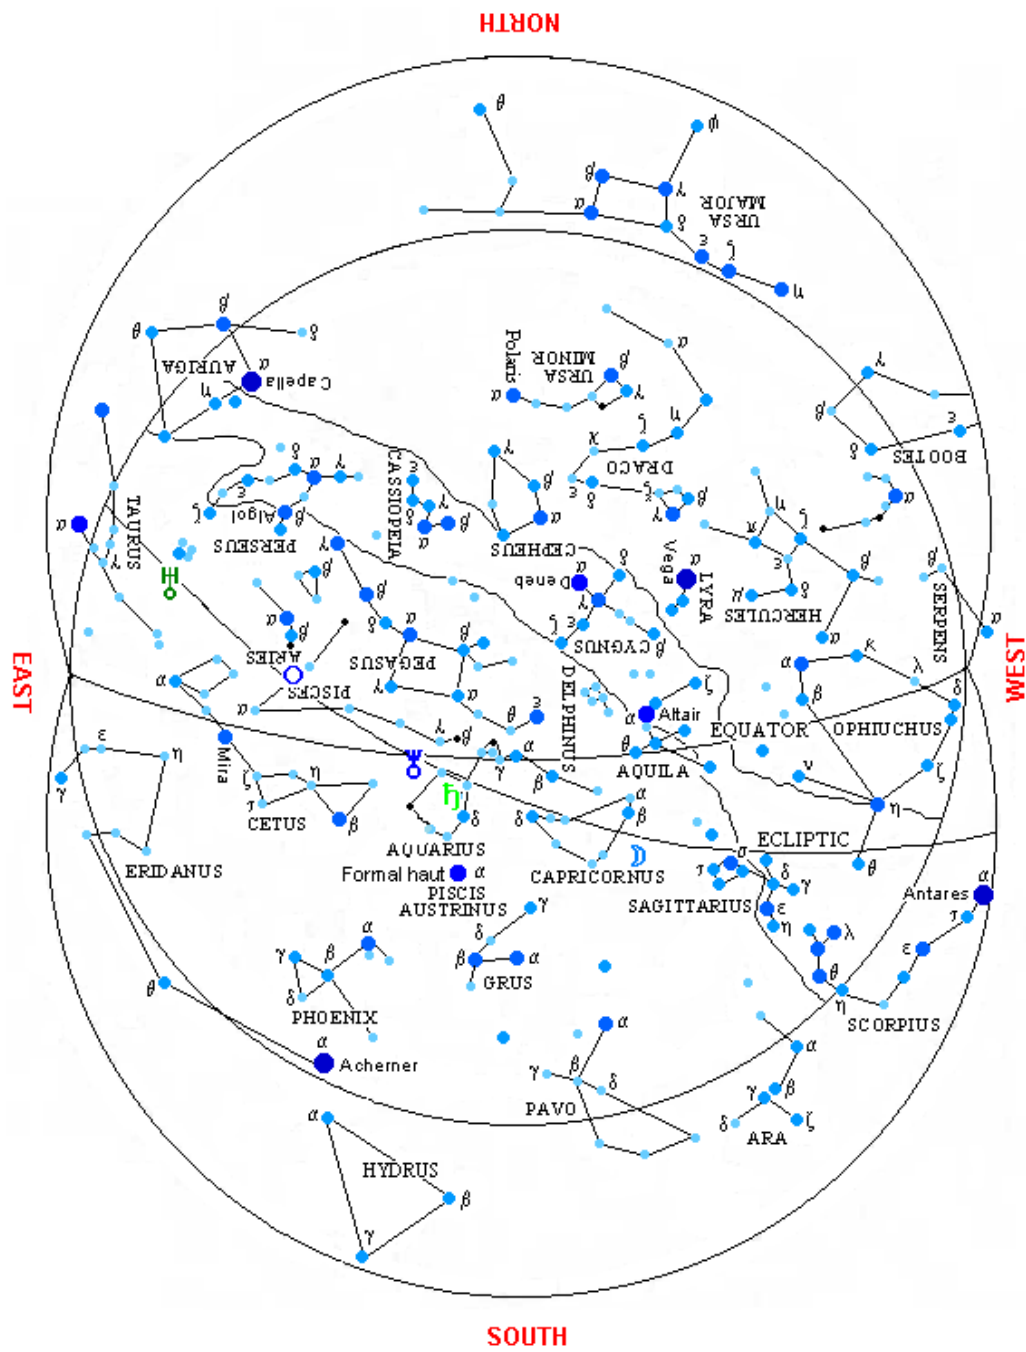 NORTH
θ
φ
β
γ
α
δ
URSA
MAJOR
ε
ζ
η
β
θ
δ
α
AURIGA
Capella
η
Polaris
α
URSA
MINOR
β
γ
α
η
ζ
λ
DRACO
ε
δ
ξ
β
γ
γ
β
δ
ε
BOOTES
α
TAURUS
α
γ
δ
α
γ
ε
ζ
Algol
β
PERSEUS
CASSIOPEIA
ε
γ
δ
α
β
γ
β
α
CEPHEUS
α
η
π
ζ
β
δ
μ
HERCULES
α
SERPENS
α
γ
β
δ
α
PEGASUS
β
γ
α
α
Deneb
δ
γ
ε
ζ
β
CYGNUS
α
Vega
LYRA
β
α
β
ARIES
PISCES
α
γ
β
α
Mira
DELPHINUS
ε
θ
α
γ
β
ζ
Attair
α
θ
AQUILA
EQUATOR
α
κ
λ
β
δ
OPHIUCHUS
ν
ζ
η
θ
EAST
WEST
ε
γ
η
ERIDANUS
ζ
η
τ
CETUS
β
δ
AQUARIUS
δ
α
β
CAPRICORNUS
ECLIPTIC
Formal haut
α
PISCIS
AUSTRINUS
σ
τ
δ
γ
SAGITTARIUS
ε
η
Antares
α
τ
ε
λ
θ
η
SCORPIUS
γ
δ
β
α
GRUS
α
γ
β
δ
PHOENIX
θ
α
Acherner
α
γ
β
δ
PAVO
α
γ
β
δ
ζ
ARA
α
HYDRUS
β
γ
SOUTH